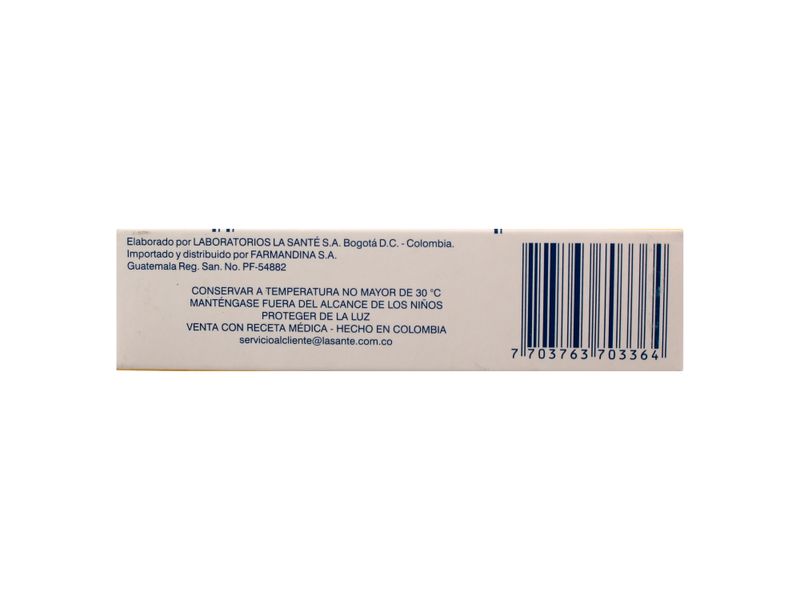 Elaborado por LABORATORIOS LA SANTÉ S.A. Bogotá D.C. - Colombia.
Importado y distribuido por FARMANDINA S.A.
Guatemala Reg. San. No. PF-54882
CONSERVAR A TEMPERATURA NO MAYOR DE 30 °C
MANTÉNGASE FUERA DEL ALCANCE DE LOS NIÑOS
PROTEGER DE LA LUZ
VENTA CON RECETA MÉDICA - HECHO EN COLOMBIA
servicioalcliente@lasante.com.co
7 703763 703364